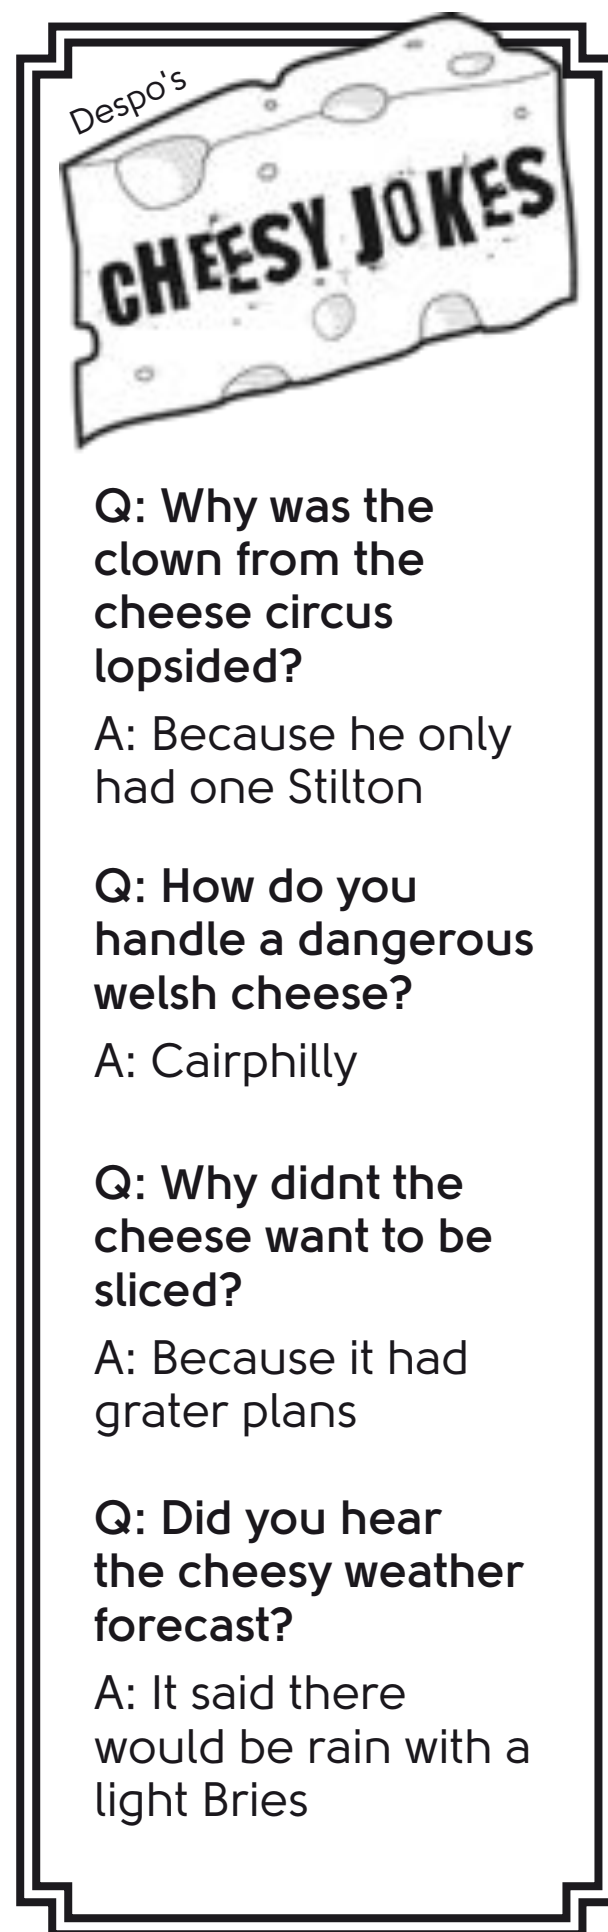 Despo's
CHEESY JOKES
Q: Why was the
clown from the
cheese circus
lopsided?
A: Because he only
had one Stilton
Q: How do you
handle a dangerous
welsh cheese?
A: Cairphilly
Q: Why didnt the
cheese want to be
sliced?
A: Because it had
grater plans
Q: Did you hear
the cheesy weather
forecast?
A: It said there
would be rain with a
light Bries